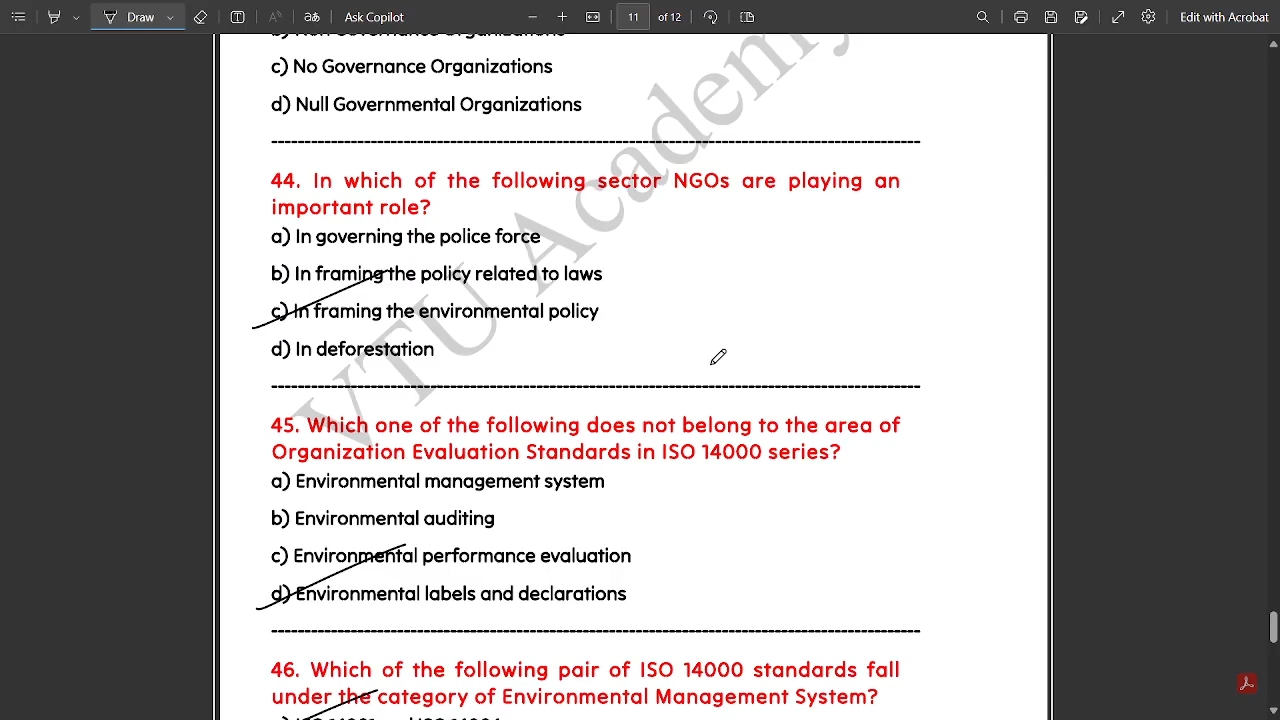 Draw
Ask Copilot
11 of 12
Edit with Acrobat
b) Non Governance Organizations
c) No Governance Organizations
d) Null Governmental Organizations
44. In which of the following sector NGOs are playing an
important role?
a) In governing the police force
b) In framing the policy related to laws
c) In framing the environmental policy
d) In deforestation
VTU Academy
45. Which one of the following does not belong to the area of
Organization Evaluation Standards in ISO 14000 series?
a) Environmental management system
b) Environmental auditing
c) Environmental performance evaluation
d) Environmental labels and declarations
46. Which of the following pair of ISO 14000 standards fall
under the category of Environmental Management System?